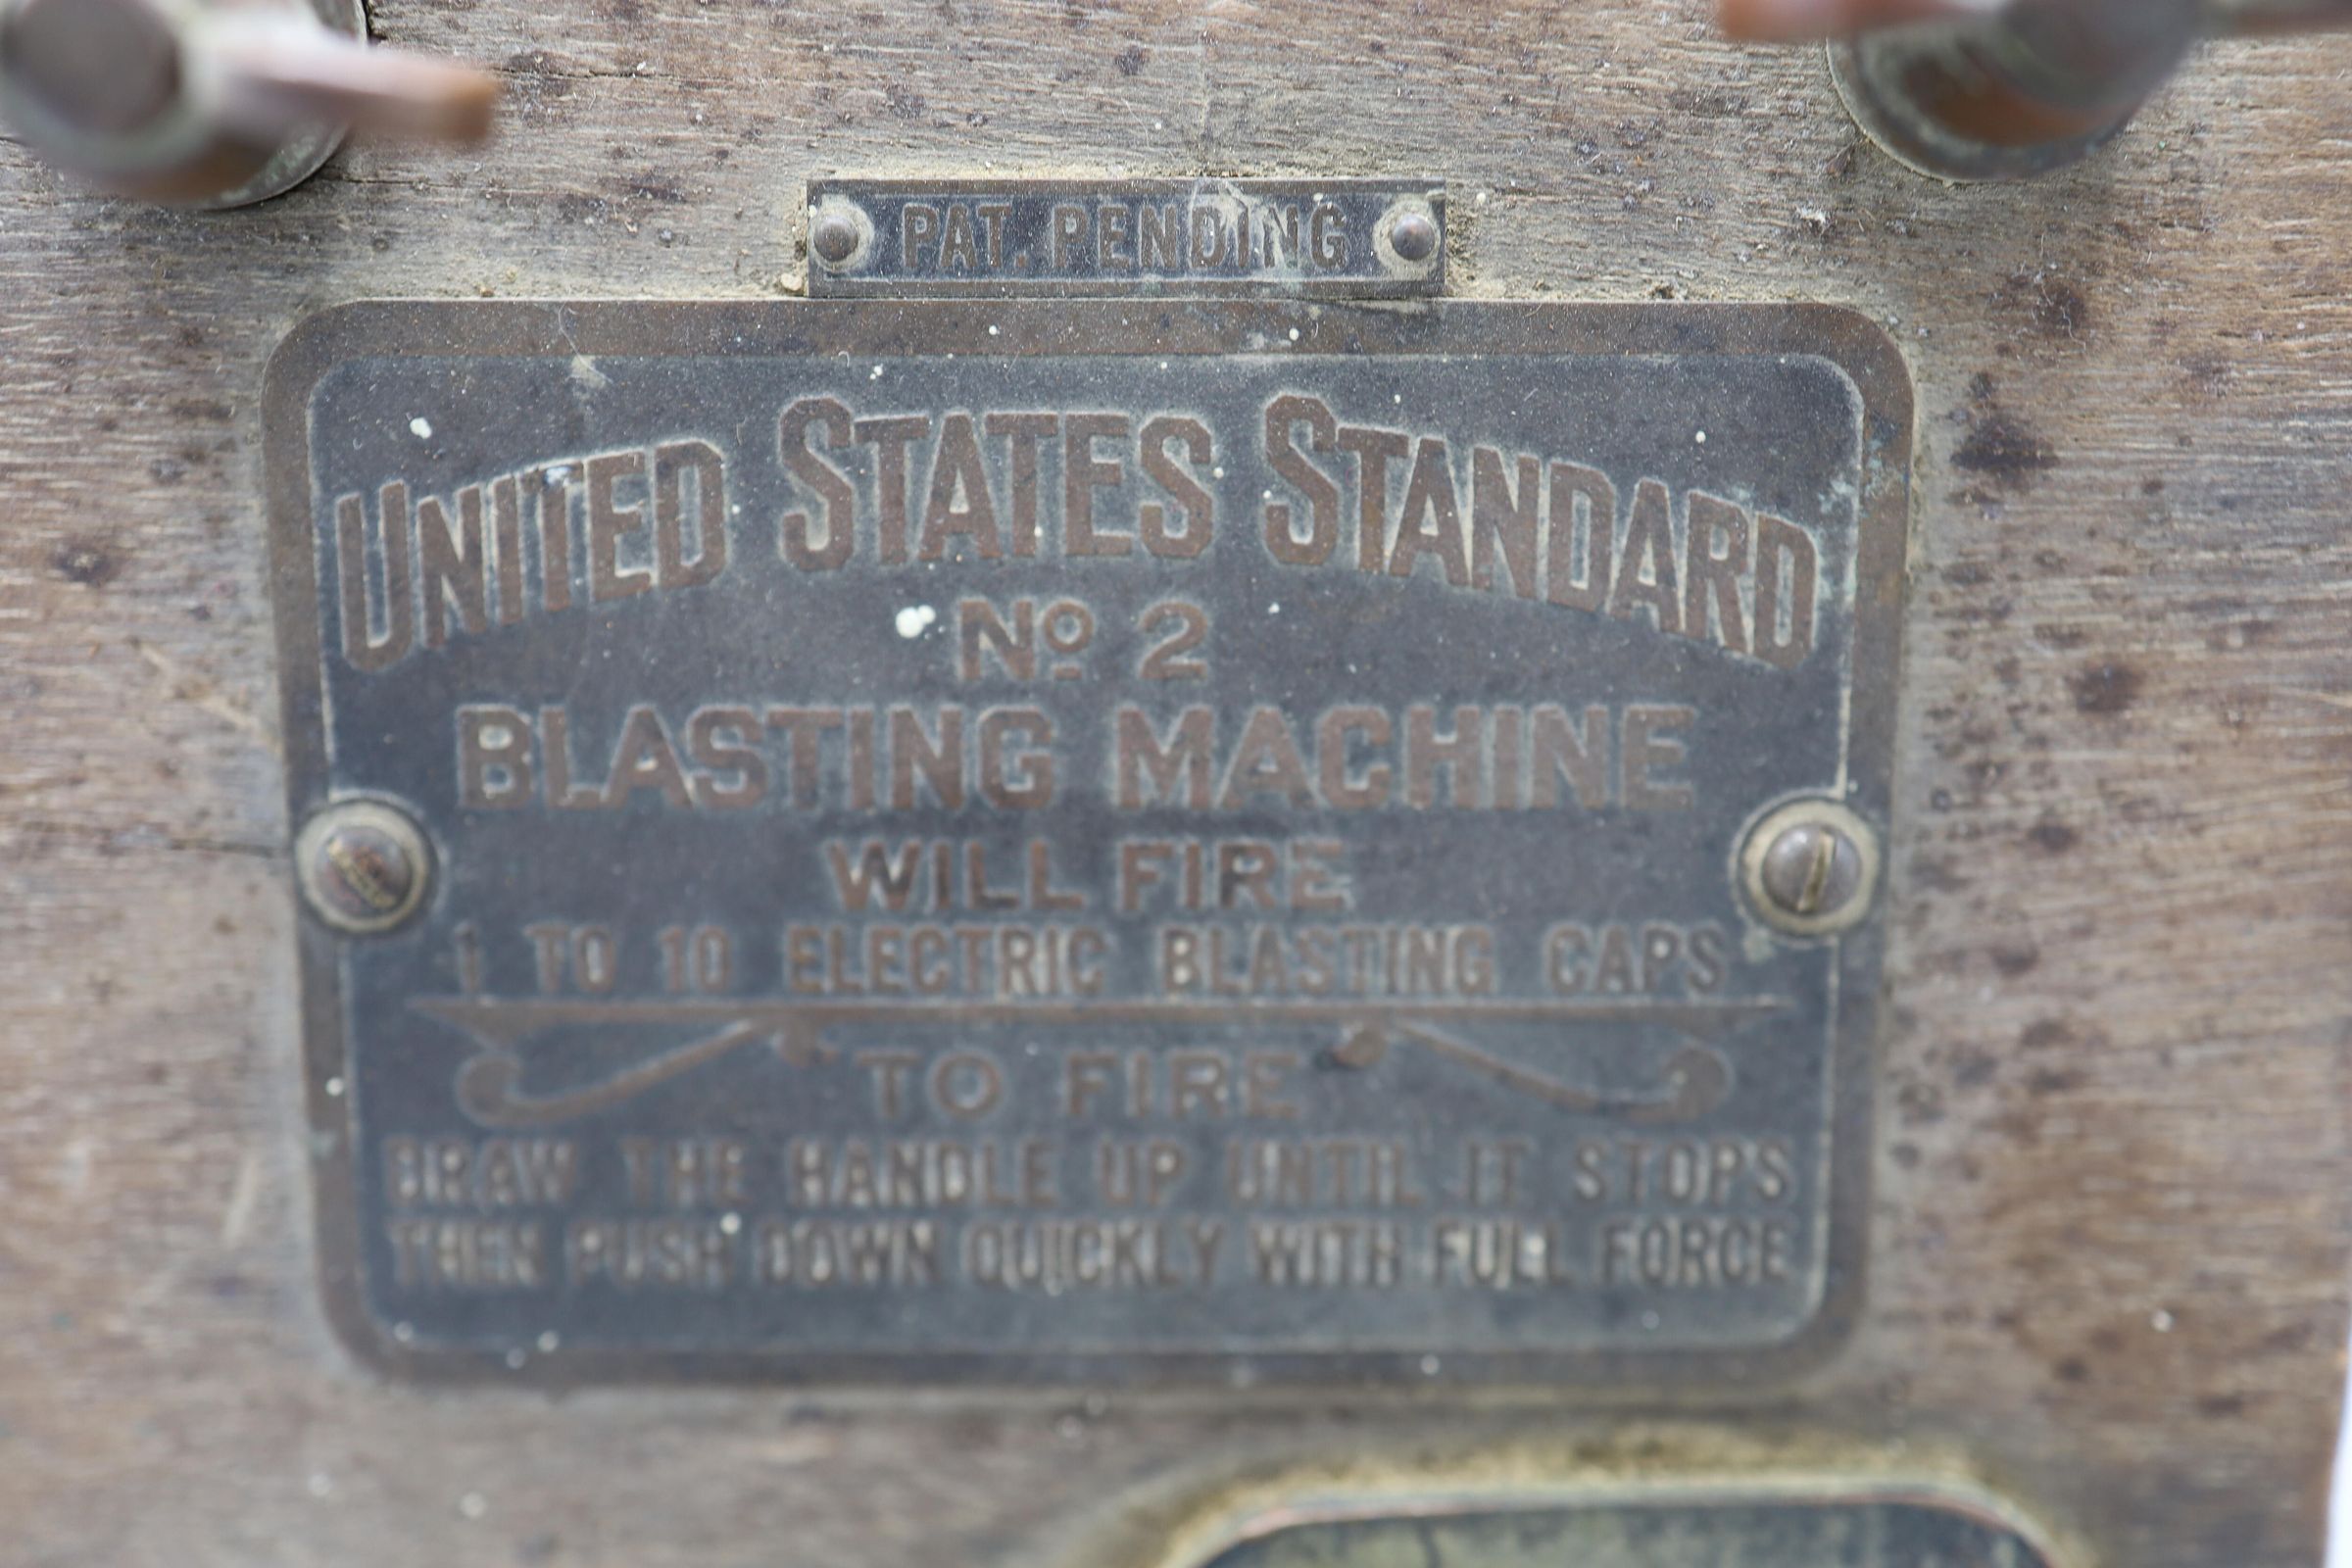 PAT. PENDING
UNITED STATES STANDARD
Nº 2
BLASTING MACHINE
WILL FIRE
1 TO 10 ELECTRIC BLASTING CAPS
TO FIRE
DRAW THE HANDLE UP UNTIL IT STOPS
THEN PUSH DOWN QUICKLY WITH FULL FORCE